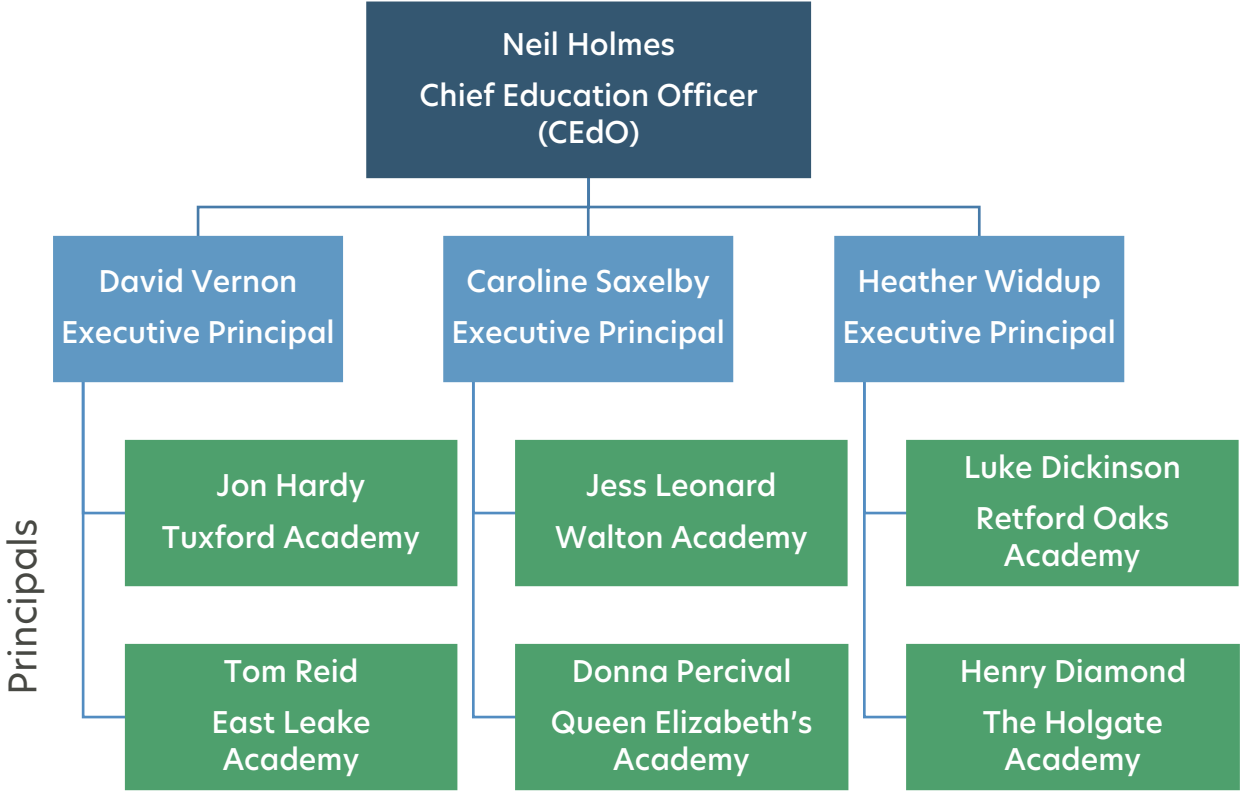 Neil Holmes
Chief Education Officer
(CEdO)
David Vernon
Executive Principal
Caroline Saxelby
Executive Principal
Heather Widdup
Executive Principal
Principals
Jon Hardy
Tuxford Academy
Jess Leonard
Walton Academy
Luke Dickinson
Retford Oaks
Academy
Tom Reid
East Leake
Academy
Donna Percival
Queen Elizabeth’s
Academy
Henry Diamond
The Holgate
Academy